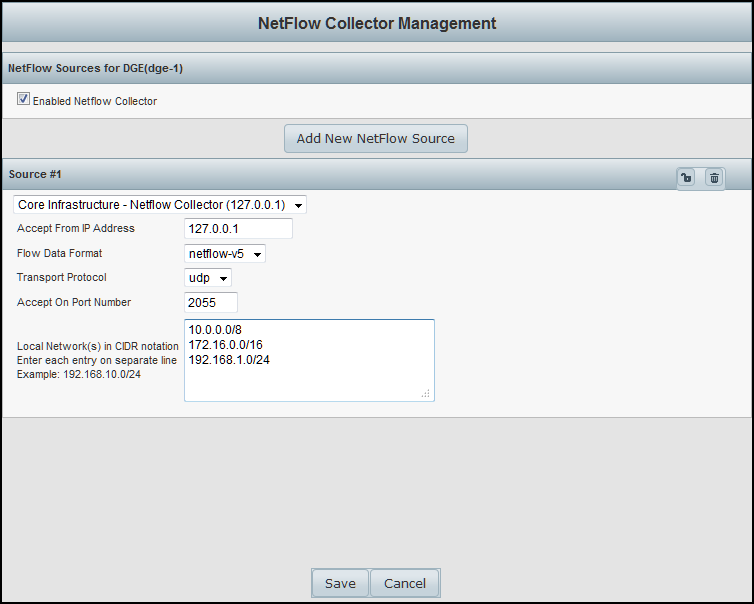 NetFlow Collector Management
NetFlow Sources for DGE(dge-1)
Enabled Netflow Collector
Add New NetFlow Source
Source #1
Core Infrastructure - Netflow Collector (127.0.0.1)
Accept From IP Address
127.0.0.1
Flow Data Format
netflow-v5
Transport Protocol
udp
Accept On Port Number
2055
Local Network(s) in CIDR notation
Enter each entry on separate line
Example: 192.168.10.0/24
10.0.0.0/8
172.16.0.0/16
192.168.1.0/24
Save
Cancel